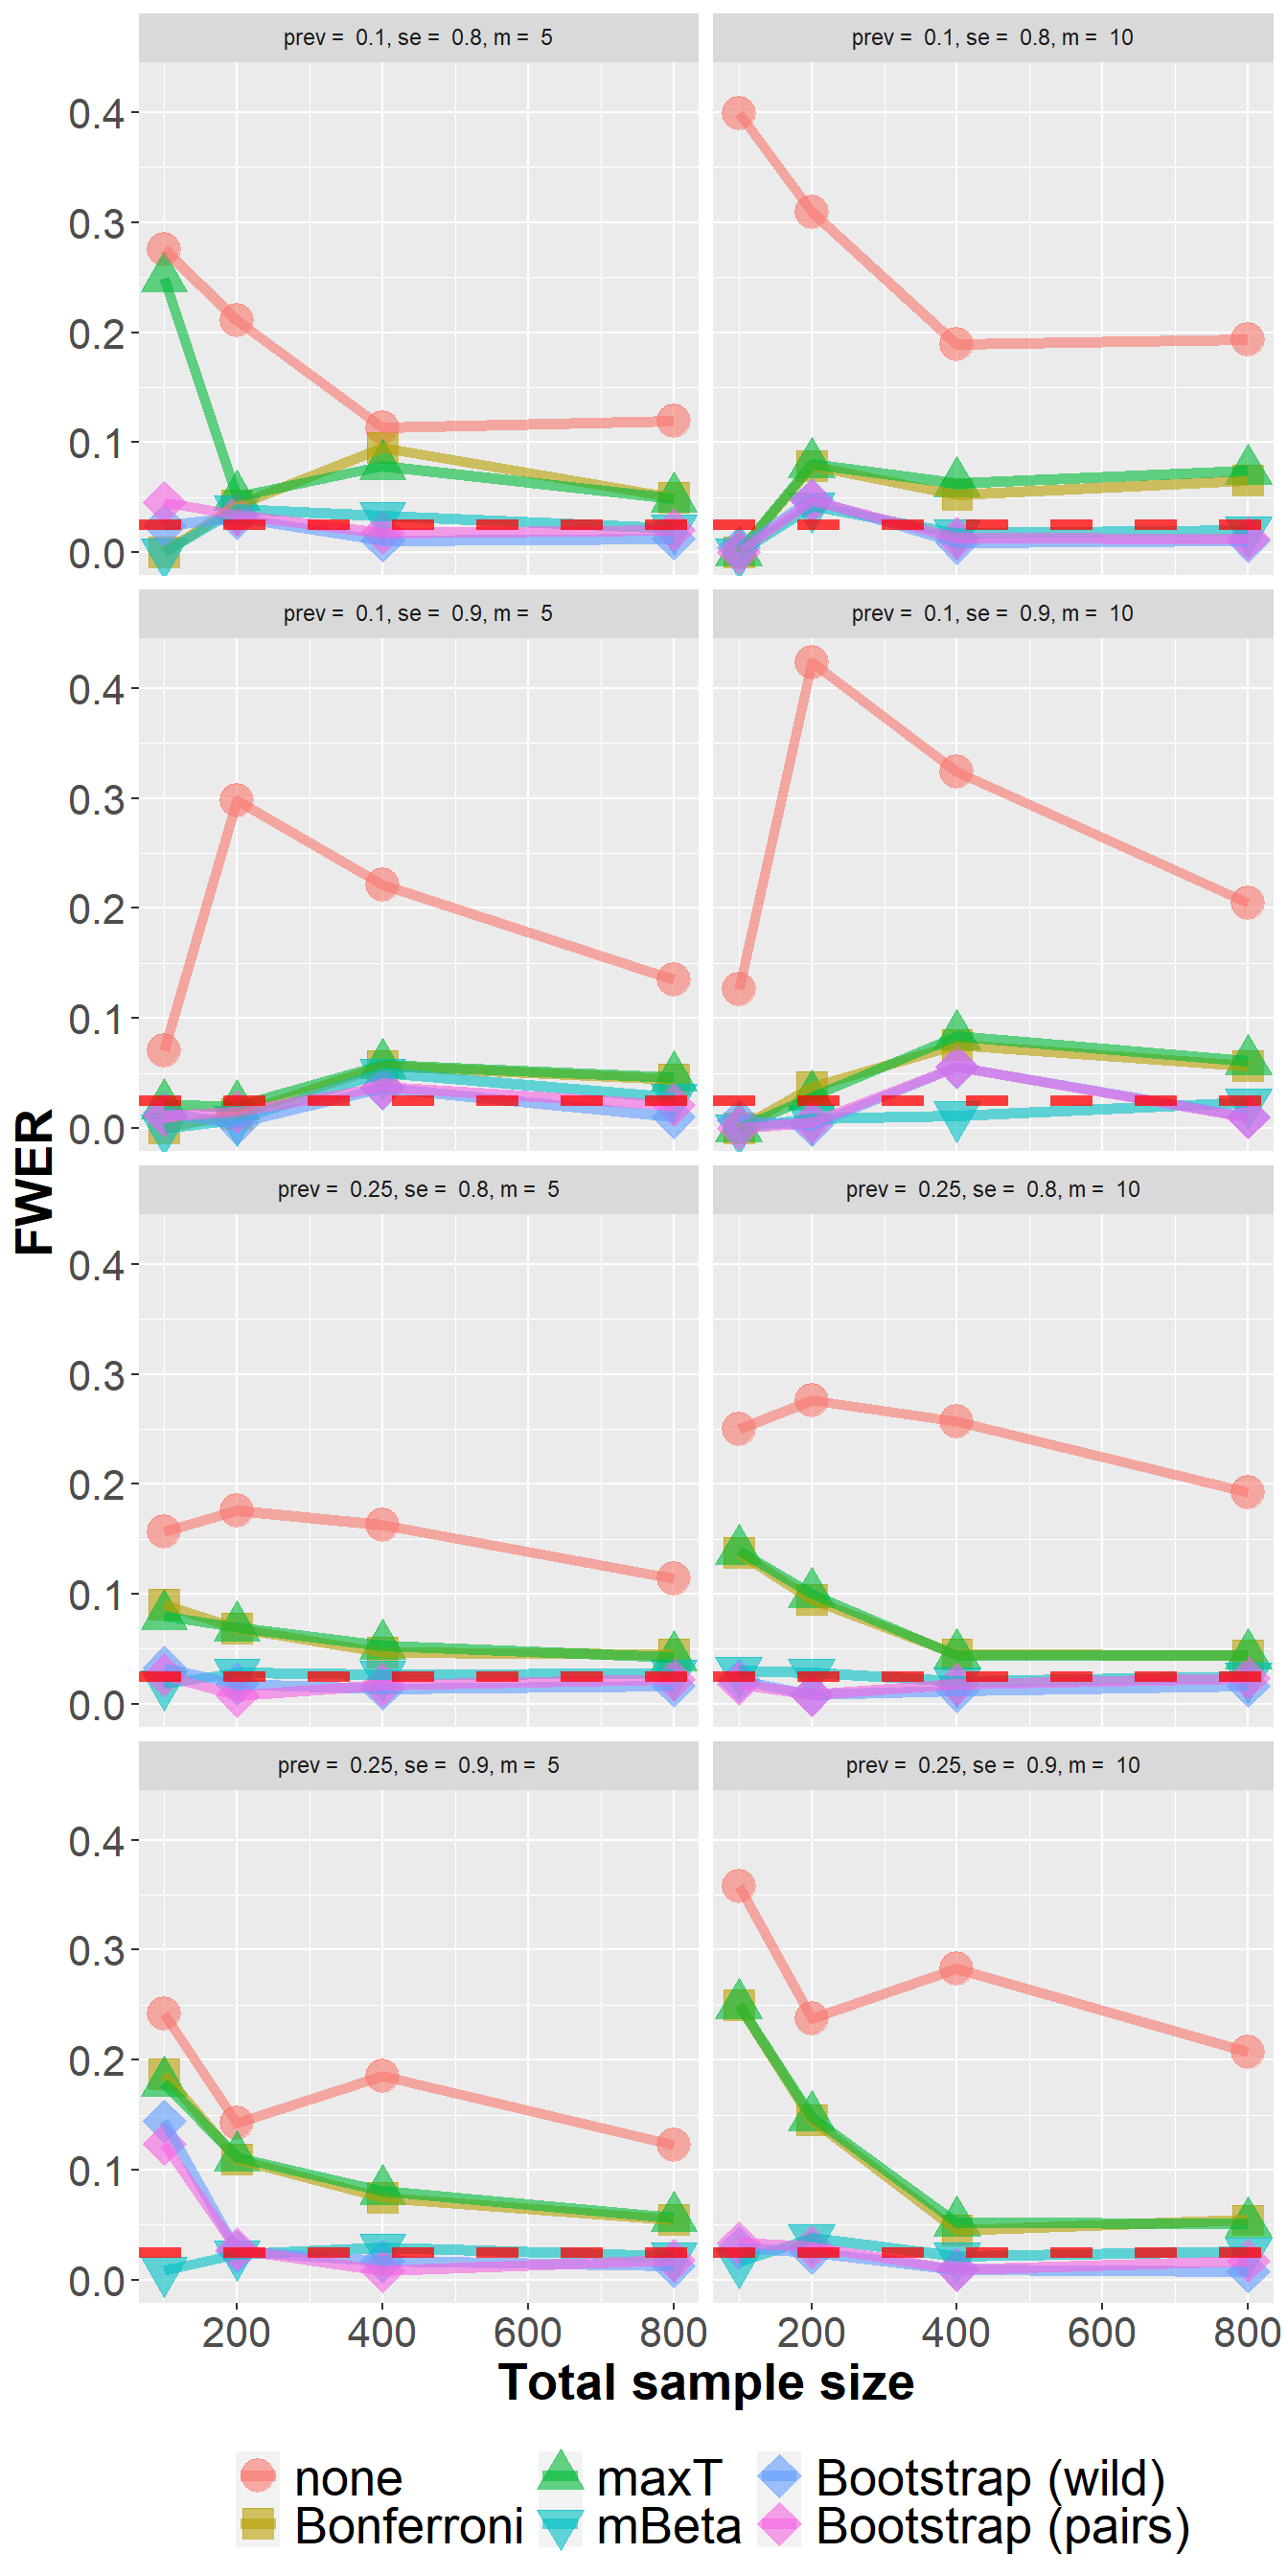 prev = 0.1, se = 0.8, m = 5
prev = 0.1, se = 0.8, m = 10
0.4
0.3
0.2
0.1
0.0
prev = 0.1, se = 0.9, m = 5
prev = 0.1, se = 0.9, m = 10
0.4
0.3
0.2
0.1
0.0
FWER
prev = 0.25, se = 0.8, m = 5
prev = 0.25, se = 0.8, m = 10
0.4
0.3
0.2
0.1
0.0
prev = 0.25, se = 0.9, m = 5
prev = 0.25, se = 0.9, m = 10
0.4
0.3
0.2
0.1
0.0
200 400 600 800 200 400 600 800
Total sample size
none maxT Bootstrap (wild)
Bonferroni mBeta Bootstrap (pairs)